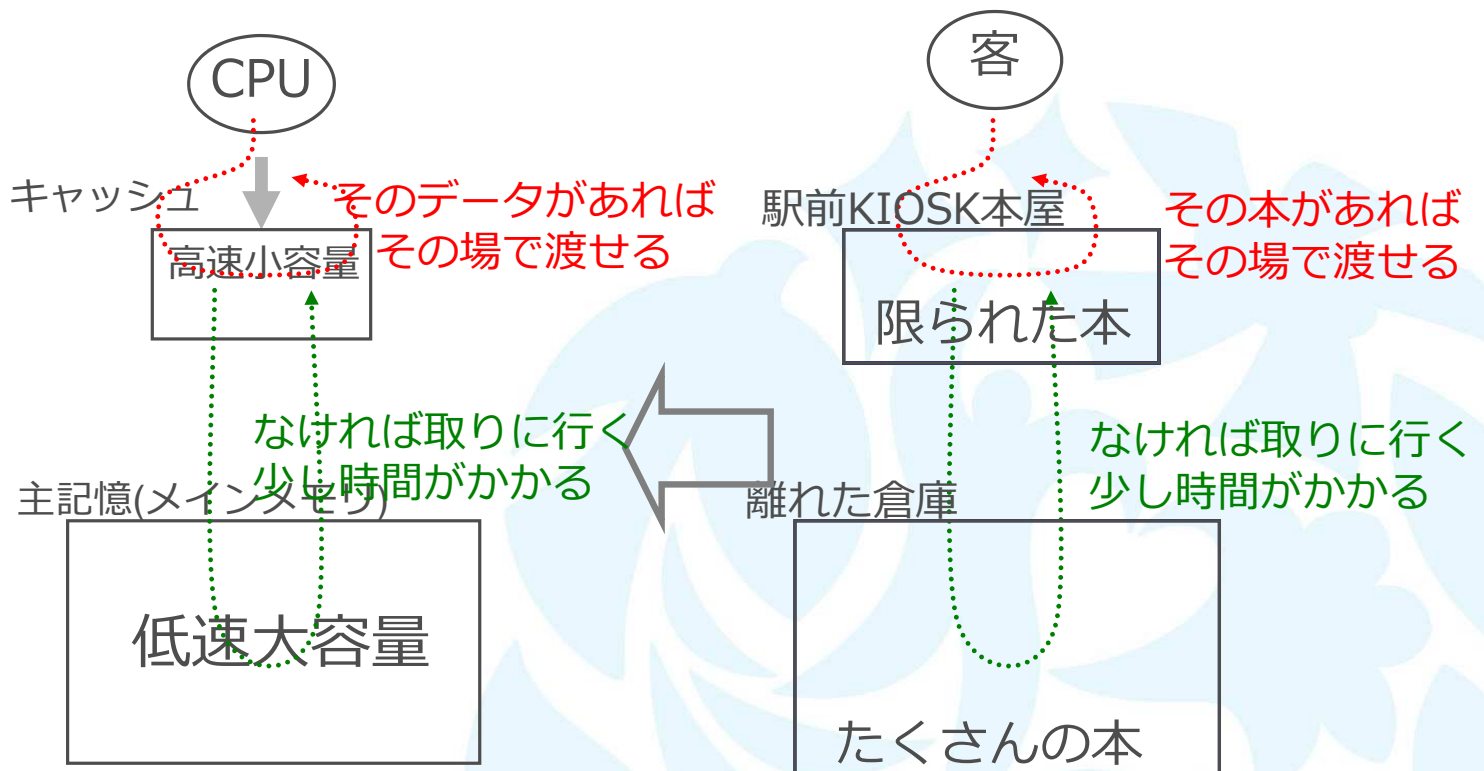 CPU
キャッシュ
そのデータがあれば
その場で渡せる
高速小容量
なければ取りに行く
少し時間がかかる
主記憶(メインメモリ)
低速大容量
客
駅前KIOSK本屋
その本があれば
その場で渡せる
限られた本
なければ取りに行く
少し時間がかかる
離れた倉庫
たくさんの本